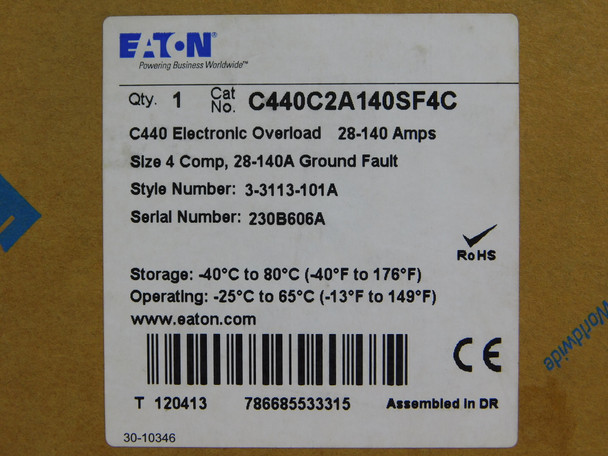 EATON
Powering Business Worldwide™
Qty. 1 Cat No. C440C2A140SF4C
C440 Electronic Overload 28-140 Amps
Size 4 Comp, 28-140A Ground Fault
Style Number: 3-3113-101A
Serial Number: 230B606A
RoHS
Storage: -40°C to 80°C (-40°F to 176°F)
Operating: -25°C to 65°C (-13°F to 149°F)
www.eaton.com
CE
T 120413 786685533315 Assembled in DR
30-10346
Worldwide